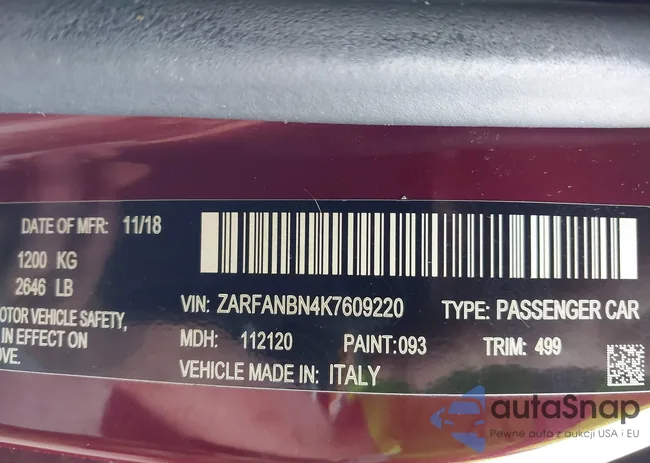 DATE OF MFR: 11/18
1200 KG
2646 LB
MOTOR VEHICLE SAFETY,
IN EFFECT ON
OVE.
VIN: ZARFANBN4K7609220 TYPE: PASSENGER CAR
MDH: 112120 PAINT:093 TRIM: 499
VEHICLE MADE IN: ITALY
autaSnap
Pewne auta z aukcji USA i EU